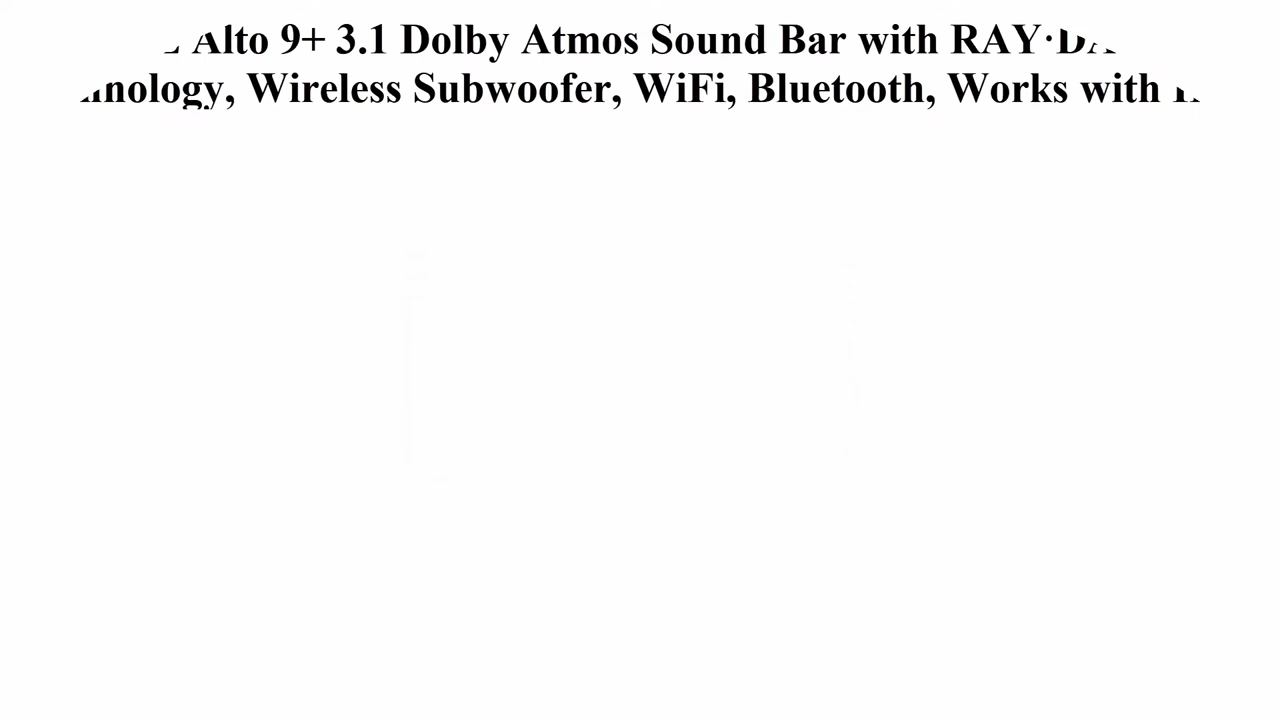 Alto 9+ 3.1 Dolby Atmos Sound Bar with
Wireless Subwoofer, WiFi, Bluetooth, Works with